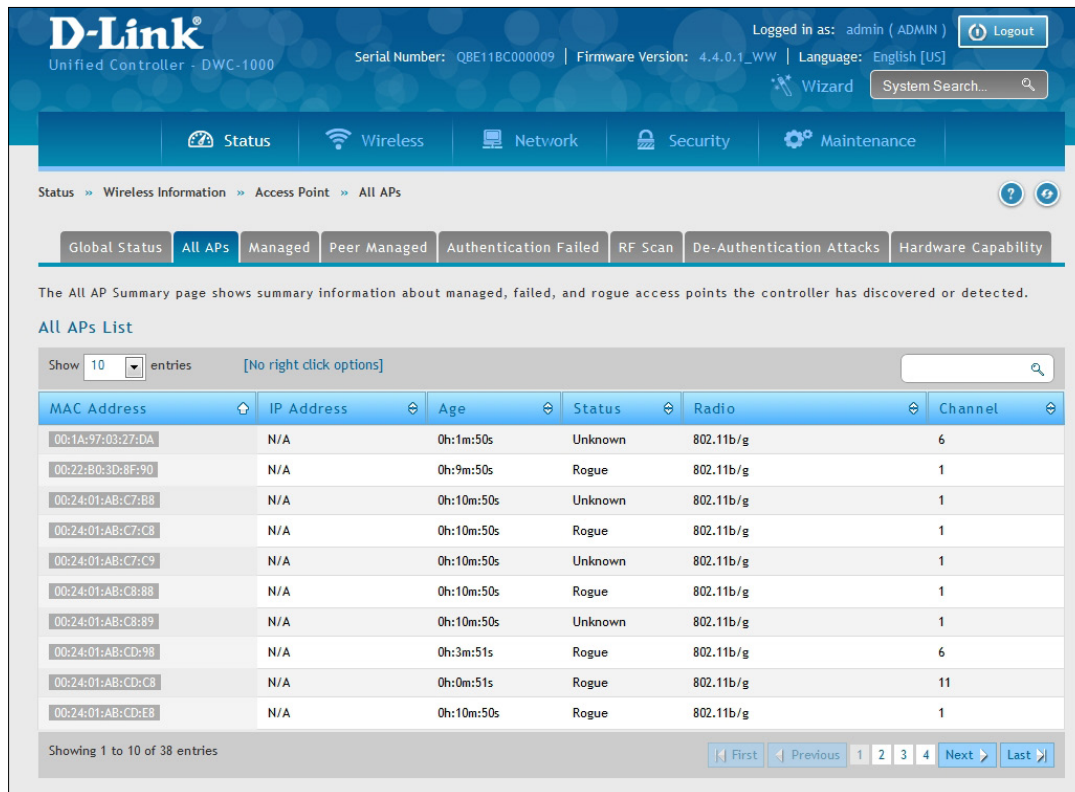 D-Link®
Unified Controller - DWC-1000
Logged in as: admin ( ADMIN )
Logout
Serial Number: QBE11BC000009 | Firmware Version: 4.4.0.1_WW | Language: English [US]
Wizard
System Search...
Status
Wireless
Network
Security
Maintenance
Status » Wireless Information » Access Point » All APs
?
Global Status All APs Managed Peer Managed Authentication Failed RF Scan De-Authentication Attacks Hardware Capability
The All AP Summary page shows summary information about managed, failed, and rogue access points the controller has discovered or detected.
All APs List
Show 10 entries [No right click options]
MAC Address IP Address Age Status Radio Channel
00:1A:97:03:27:DA N/A 0h:1m:50s Unknown 802.11b/g 6
00:22:B0:3D:8F:90 N/A 0h:9m:50s Rogue 802.11b/g 1
00:24:01:AB:C7:B8 N/A 0h:10m:50s Unknown 802.11b/g 1
00:24:01:AB:C7:C8 N/A 0h:10m:50s Rogue 802.11b/g 1
00:24:01:AB:C7:C9 N/A 0h:10m:50s Unknown 802.11b/g 1
00:24:01:AB:C8:88 N/A 0h:10m:50s Rogue 802.11b/g 1
00:24:01:AB:C8:89 N/A 0h:10m:50s Unknown 802.11b/g 1
00:24:01:AB:CD:98 N/A 0h:3m:51s Rogue 802.11b/g 6
00:24:01:AB:CD:C8 N/A 0h:0m:51s Rogue 802.11b/g 11
00:24:01:AB:CD:E8 N/A 0h:10m:50s Rogue 802.11b/g 1
Showing 1 to 10 of 38 entries
First Previous 1 2 3 4 Next Last